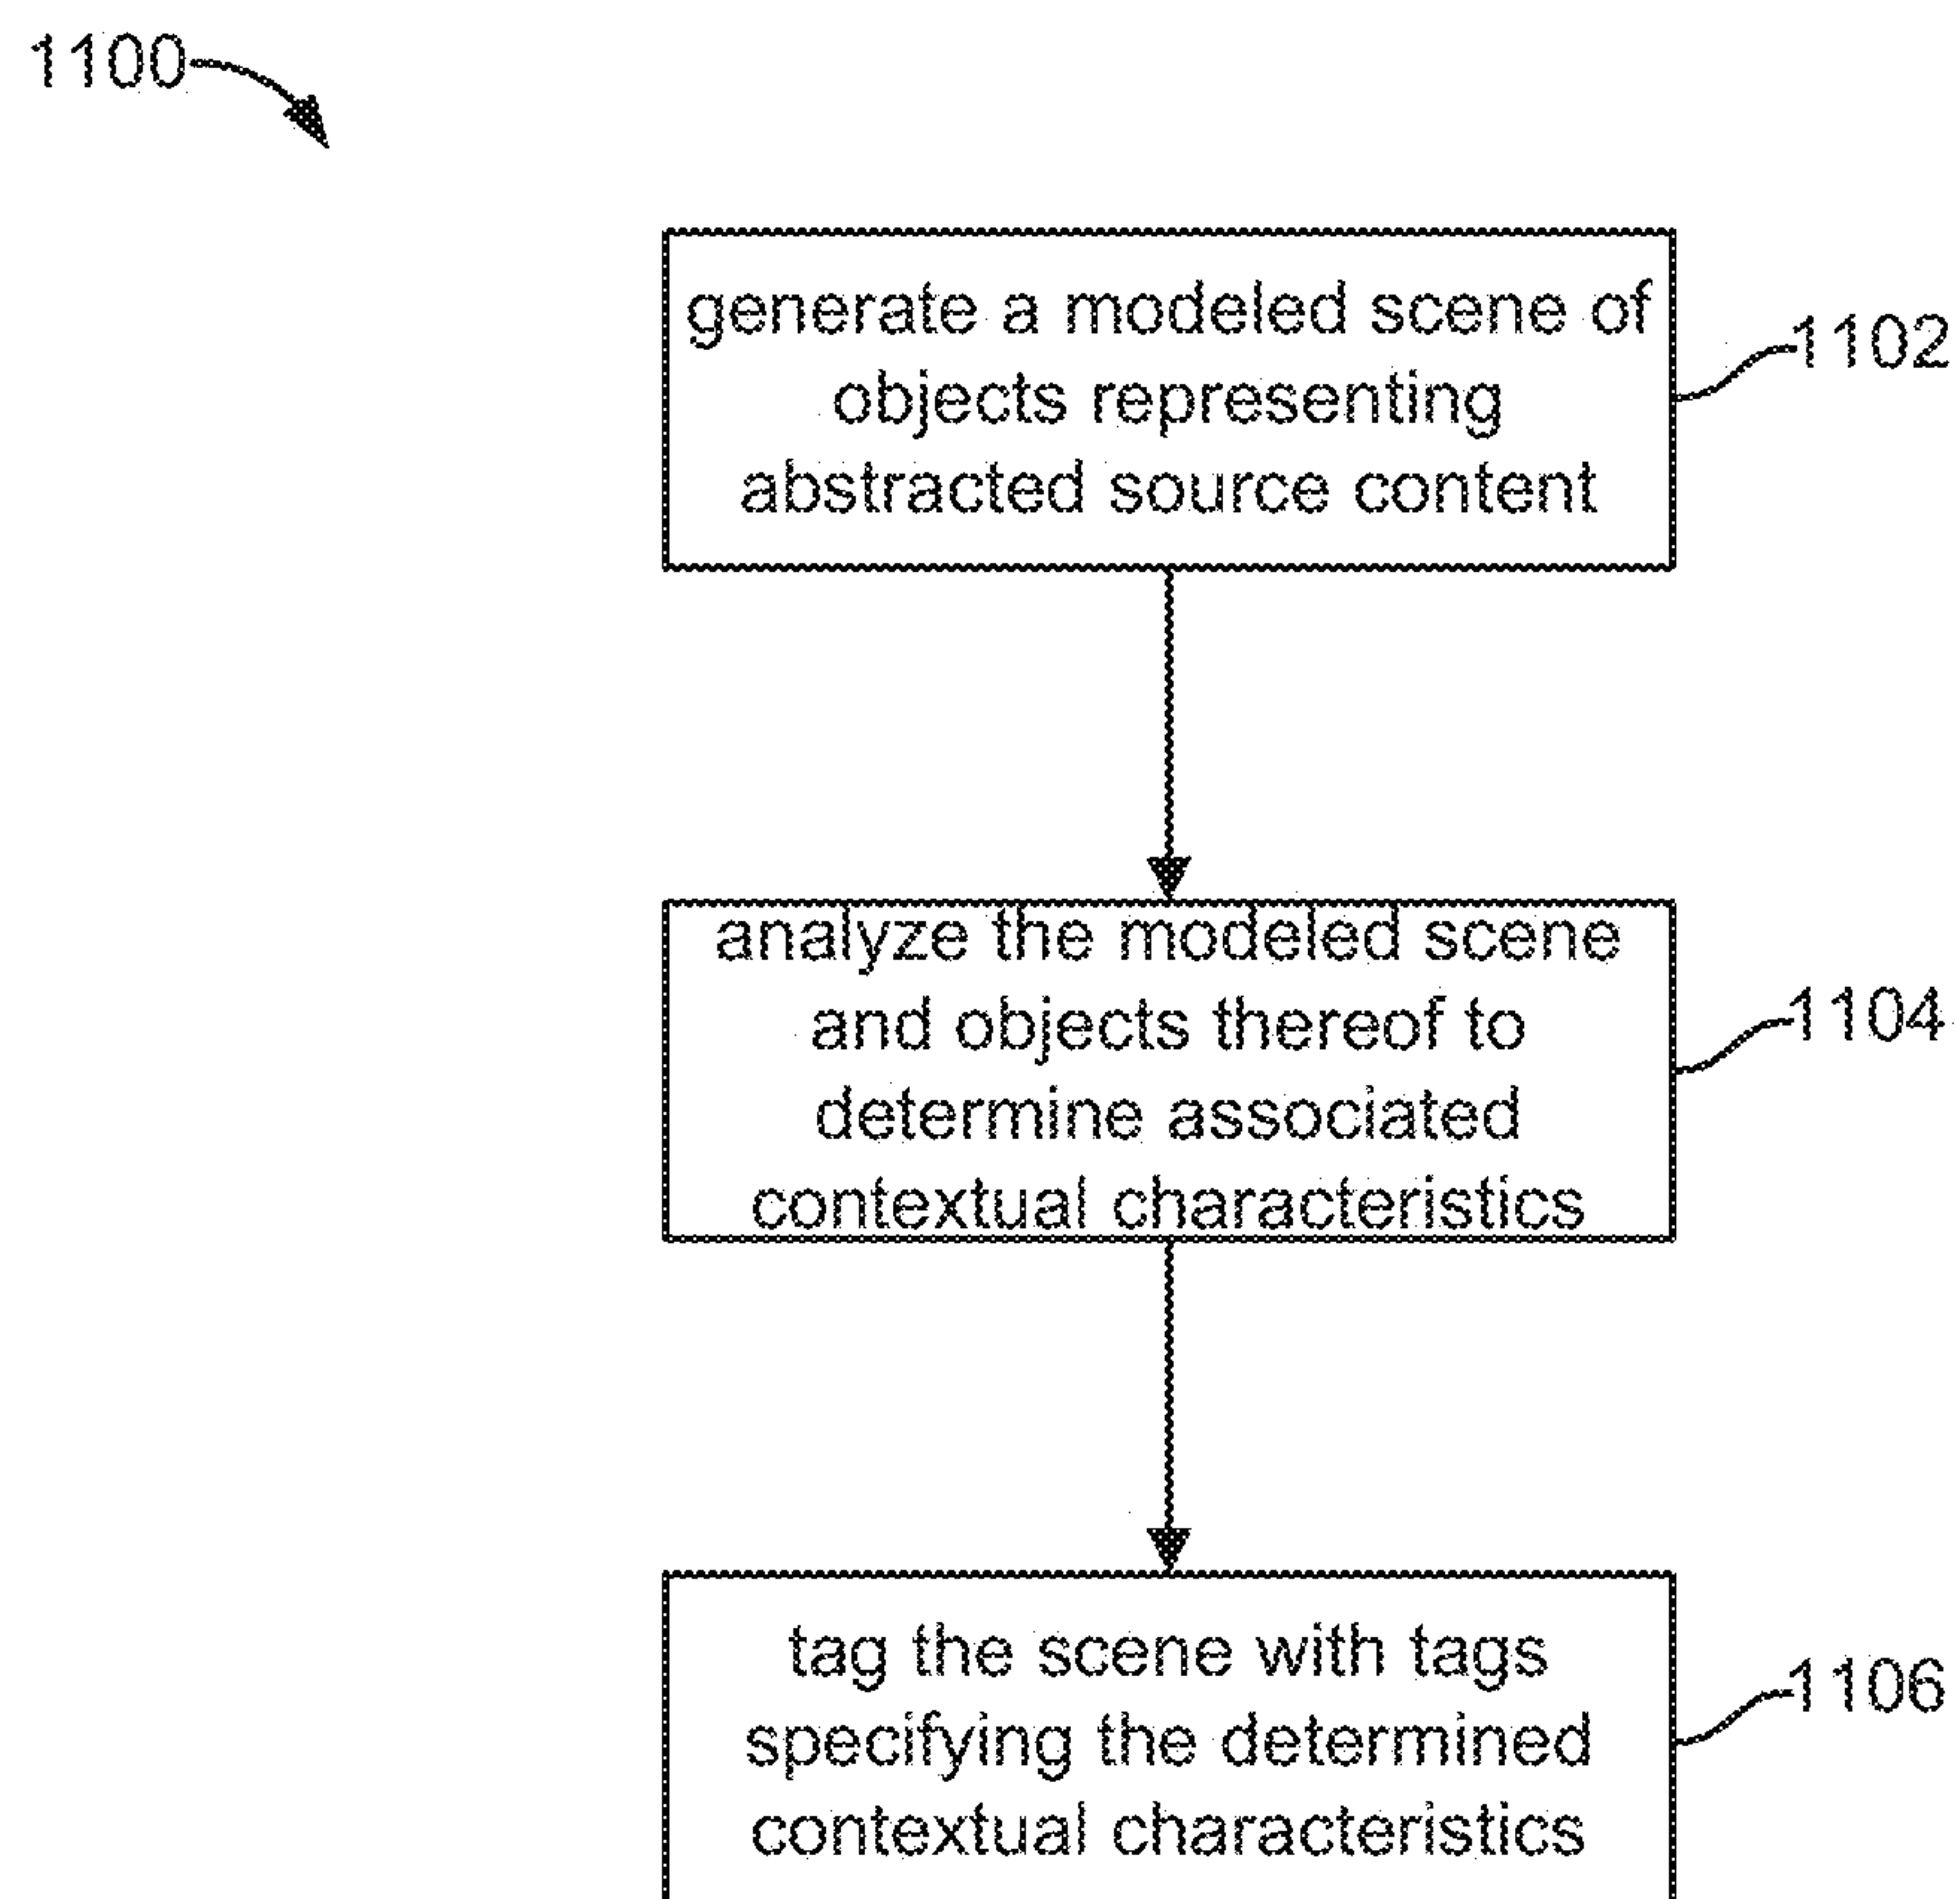 1100
generate a modeled scene of
objects representing
abstracted source content
1102
analyze the modeled scene
and objects thereof to
determine associated
contextual characteristics
1104
tag the scene with tags
specifying the determined
contextual characteristics
1106